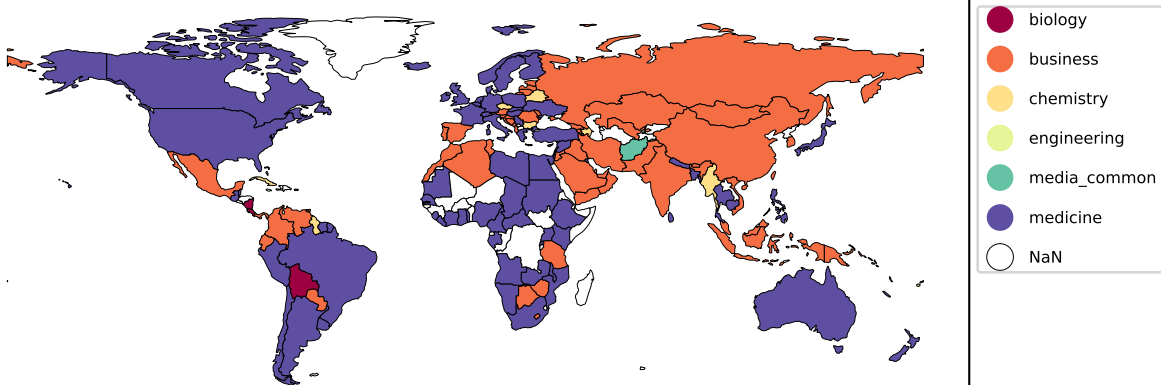 biology
business
chemistry
engineering
media_common
medicine
NaN